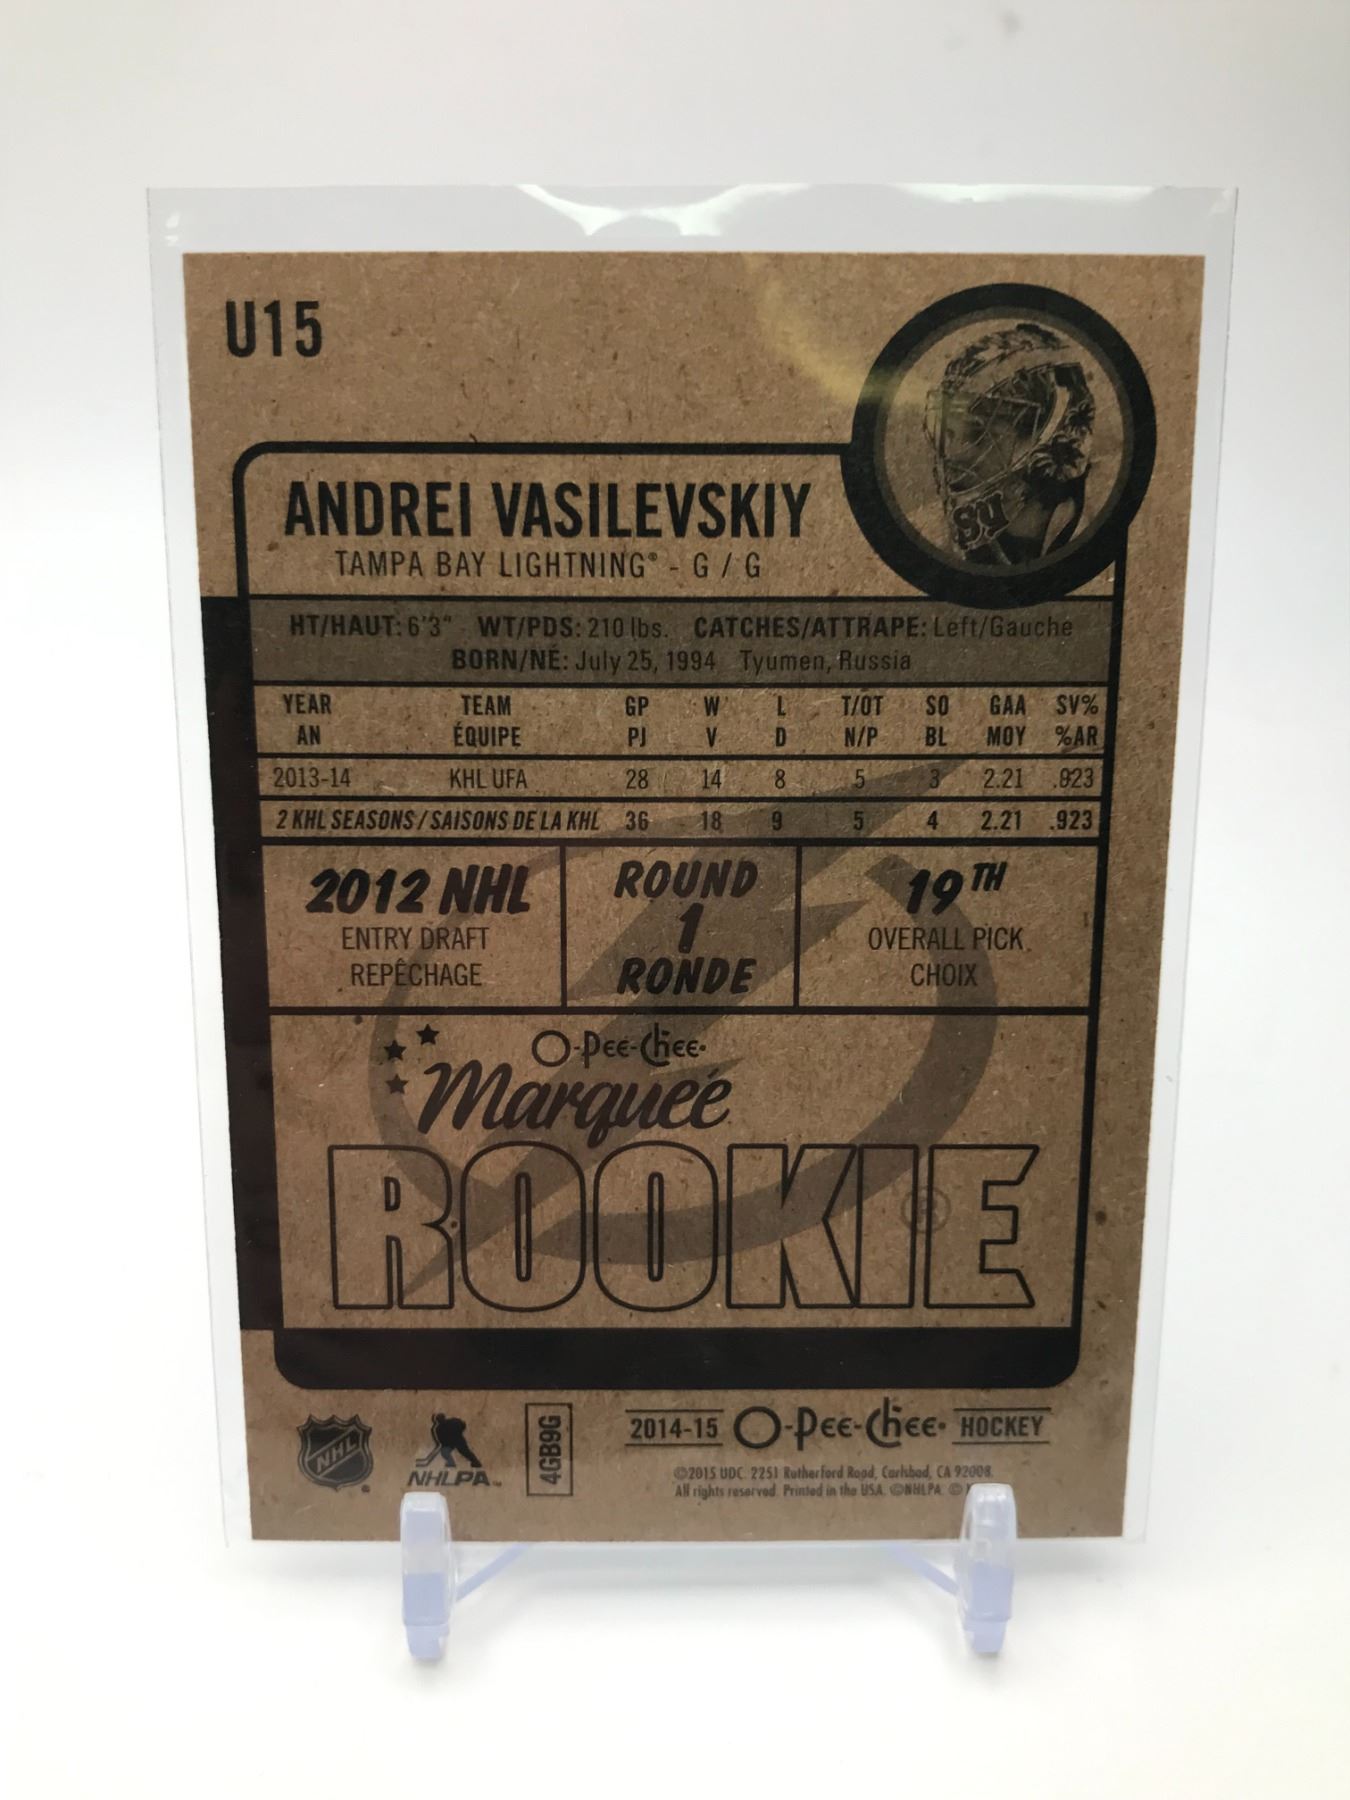 U15
88
ANDREI VASILEVSKIY
TAMPA BAY LIGHTNING® - G / G
HT/HAUT: 6'3" WT/PDS: 210 lbs. CATCHES/ATTRAPE: Left/Gauche
BORN/NÉ: July 25, 1994 Tyumen, Russia
YEAR TEAM GP W L T/OT SO GAA SV%
AN ÉQUIPE PJ V D N/P BL MOY %AR
2013-14 KHL UFA 28 14 8 5 3 2.21 .923
2 KHL SEASONS / SAISONS DE LA KHL 36 18 9 5 4 2.21 .923
2012 NHL
ENTRY DRAFT
REPÊCHAGE
ROUND
1
RONDE
19TH
OVERALL PICK
CHOIX
O-Pee-Chee
Marquee
ROOKIE
®
NHL
NHLPA™
4GB9G
2014-15 O-Pee-Chee HOCKEY
©2015 UDC. 2251 Rutherford Road, Carlsbad, CA 92008.
All rights reserved. Printed in the USA. ©NHLPA ©